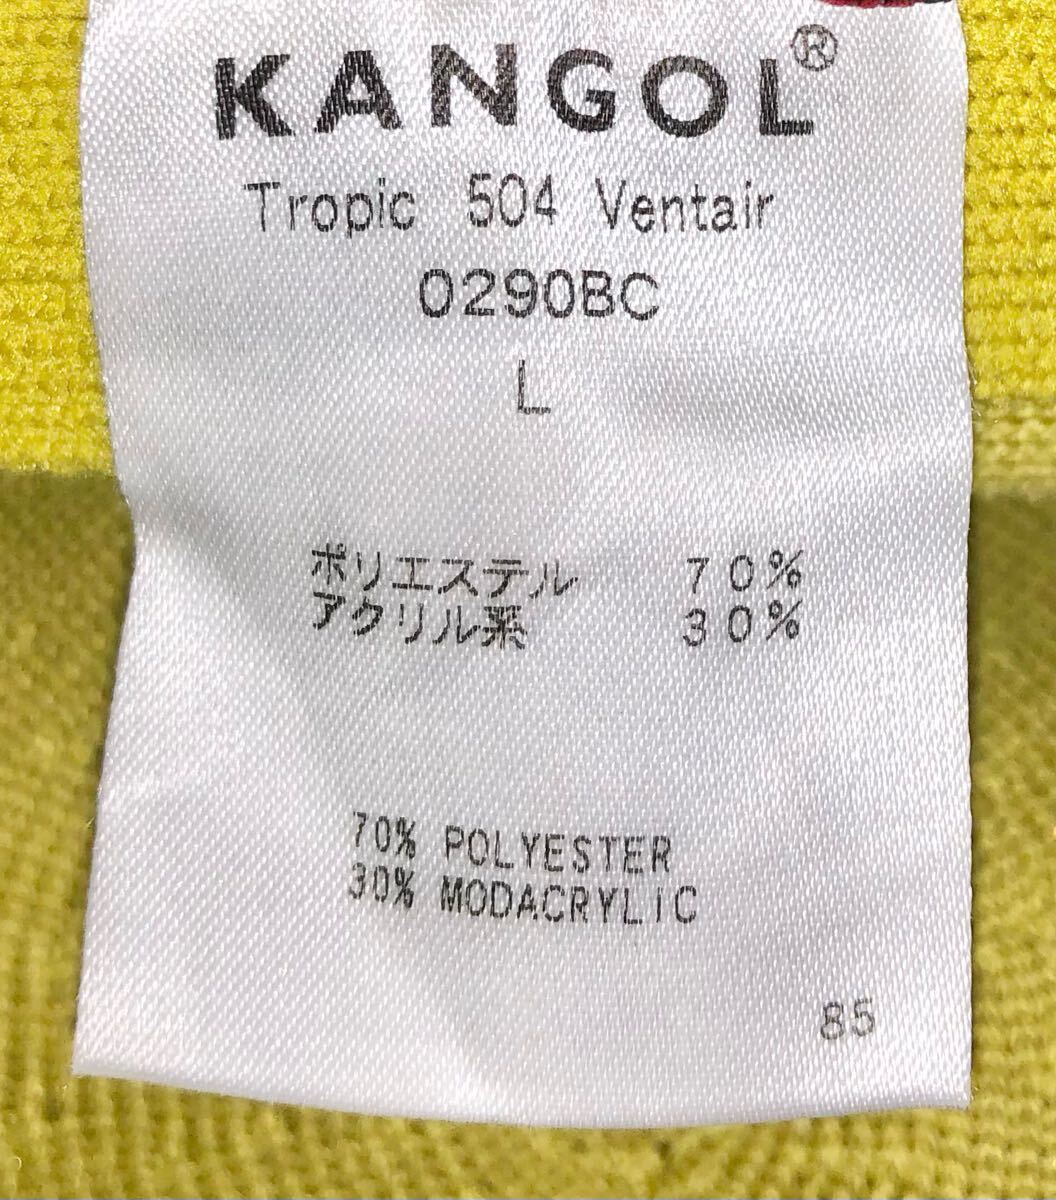 KANGOL®
Tropic 504 Ventair
0290BC
L
ポリエステル 70%
アクリル系 30%
70% POLYESTER
30% MODACRYLIC
85